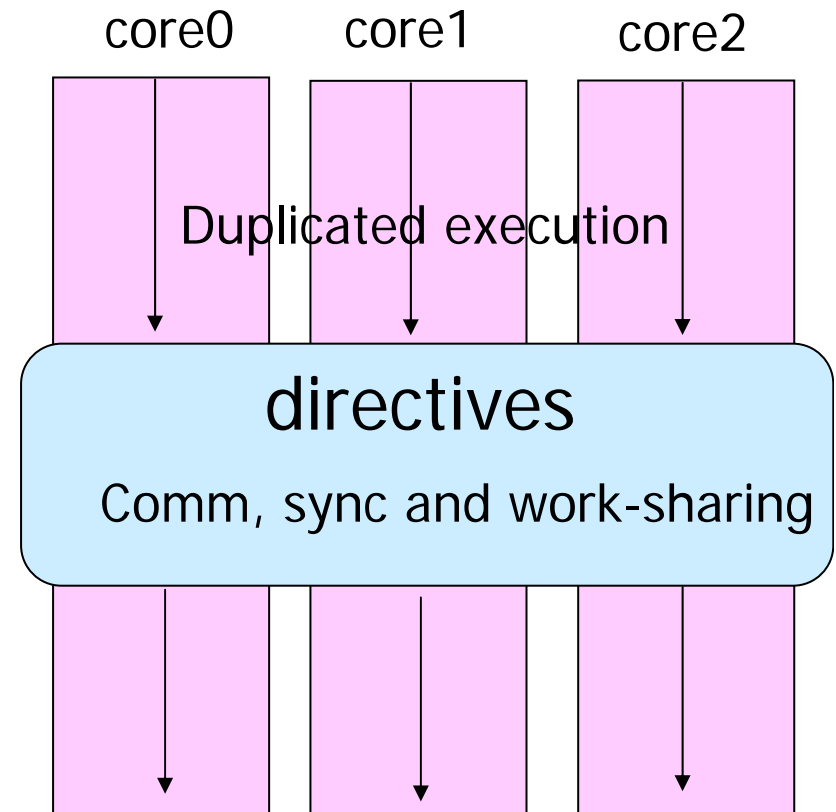 core0 core1 core2
Duplicated execution
directives
Comm, sync and work-sharing